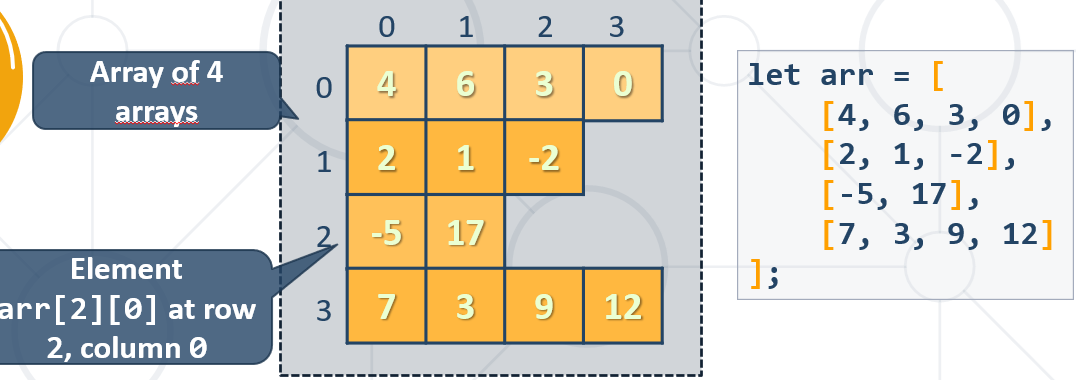 0 1 2 3
Array of 4
arrays
0 4 6 3 0
1 2 1 -2
2 -5 17
3 7 3 9 12
Element
arr[2][0] at row
2, column 0
let arr = [
[4, 6, 3, 0],
[2, 1, -2],
[-5, 17],
[7, 3, 9, 12]
];